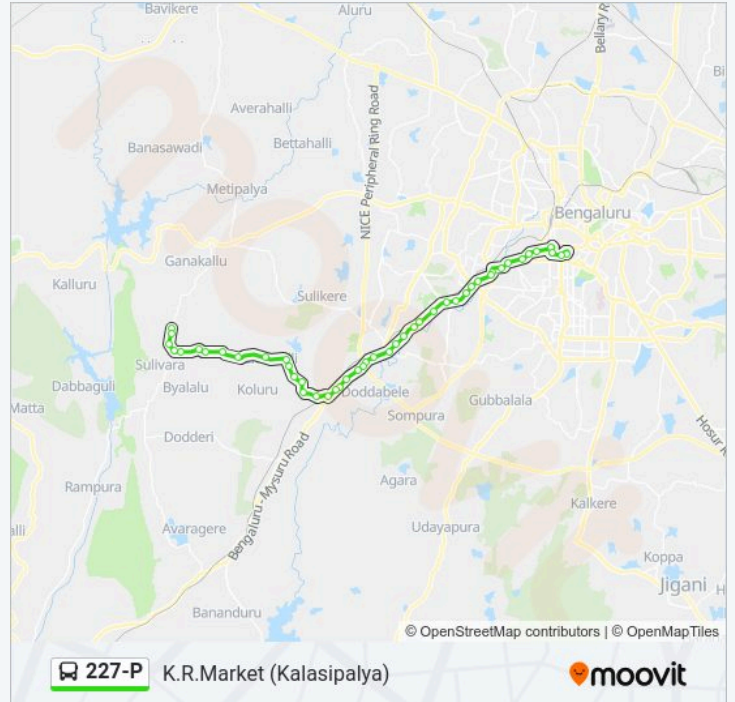 Bavikere
Aluru
Bellary R
Bi
Averahalli
Banasawadi
Bettahalli
Metipalya
NICE Peripheral Ring Road
Bengaluru
Ganakallu
Kalluru
Sulikere
Sulivara
Dabbaguli
Byalalu
Koluru
Doddabele
Matta
Gubbalala
Sompura
Hosur R
Dodderi
Bengaluru - Mysuru Road
Agara
Rampura
Kalkere
alli
Avaragere
Udayapura
Koppa
Jigani
H
Bananduru
© OpenStreetMap contributors | © OpenMapTiles
227-P K.R.Market (Kalasipalya)
moovit